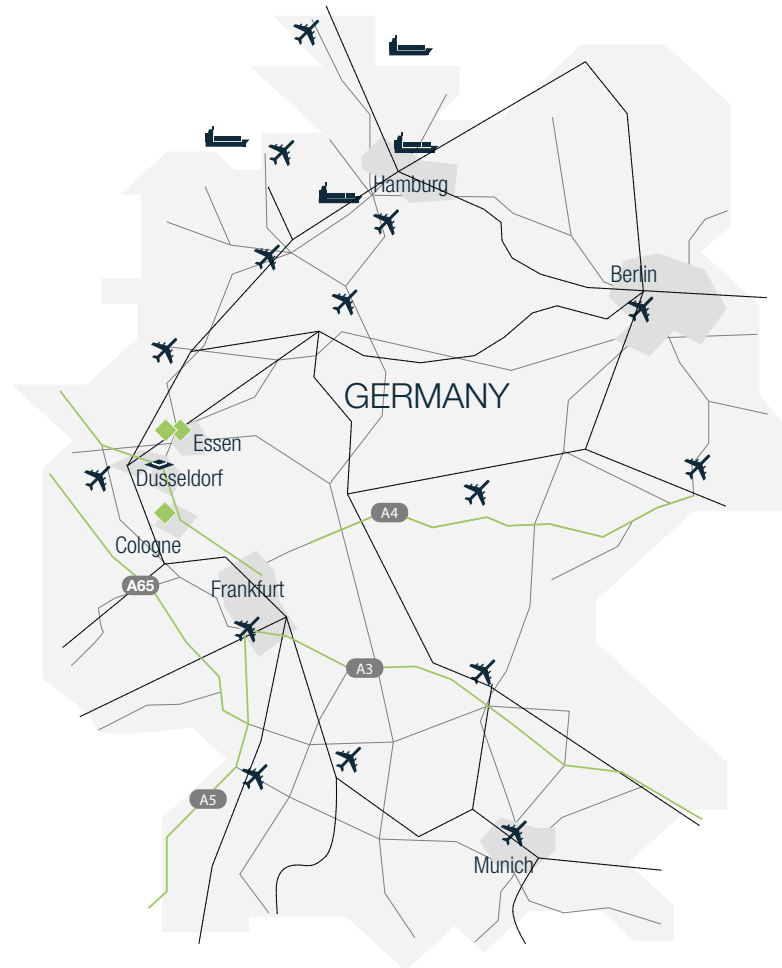 Hamburg
Berlin
GERMANY
Essen
Dusseldorf
A4
Cologne
A65
Frankfurt
A3
A5
Munich